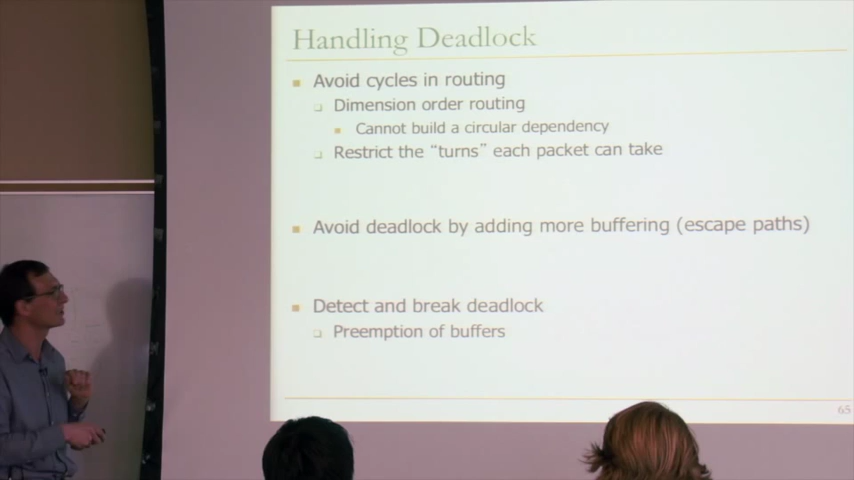 Handling Deadlock
Avoid cycles in routing
Dimension order routing
Cannot build a circular dependency
Restrict the “turns” each packet can take
Avoid deadlock by adding more buffering (escape paths)
Detect and break deadlock
Preemption of buffers
65